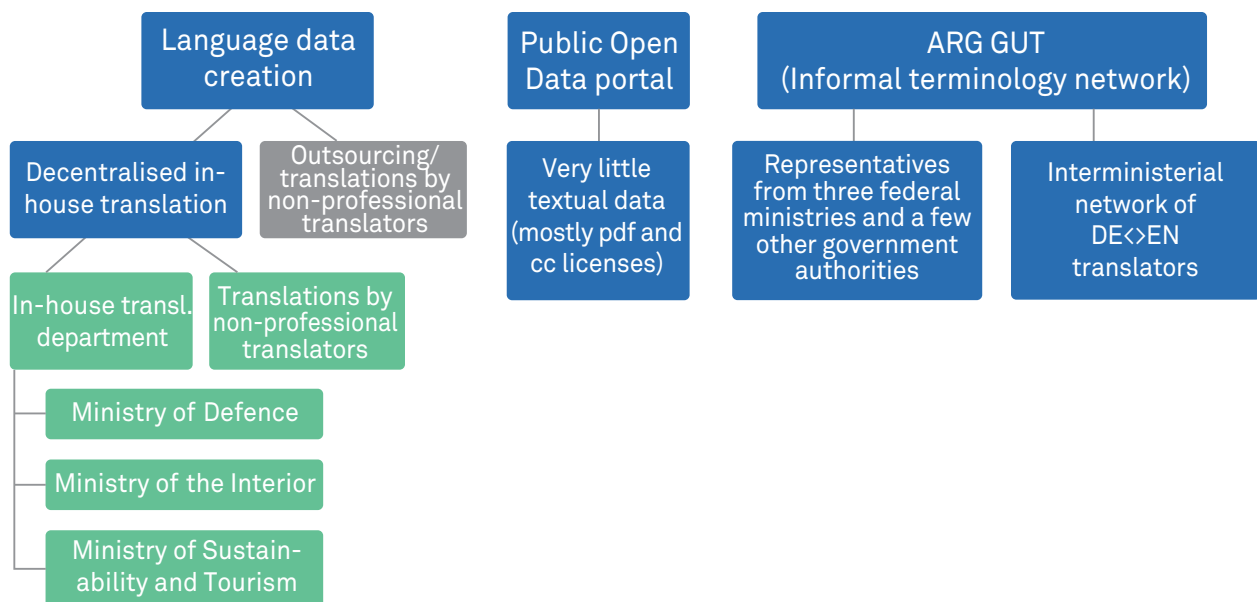 Language data
creation
Public Open
Data portal
ARG GUT
(Informal terminology network)
Decentralised in-
house translation
Outsourcing/
translations by
non-professional
translators
Very little
textual data
(mostly pdf and
cc licenses)
Representatives
from three federal
ministries and a few
other government
authorities
Interministerial
network of
DE<>EN
translators
In-house transl.
department
Translations by
non-professional
translators
Ministry of Defence
Ministry of the Interior
Ministry of Sustain-
ability and Tourism